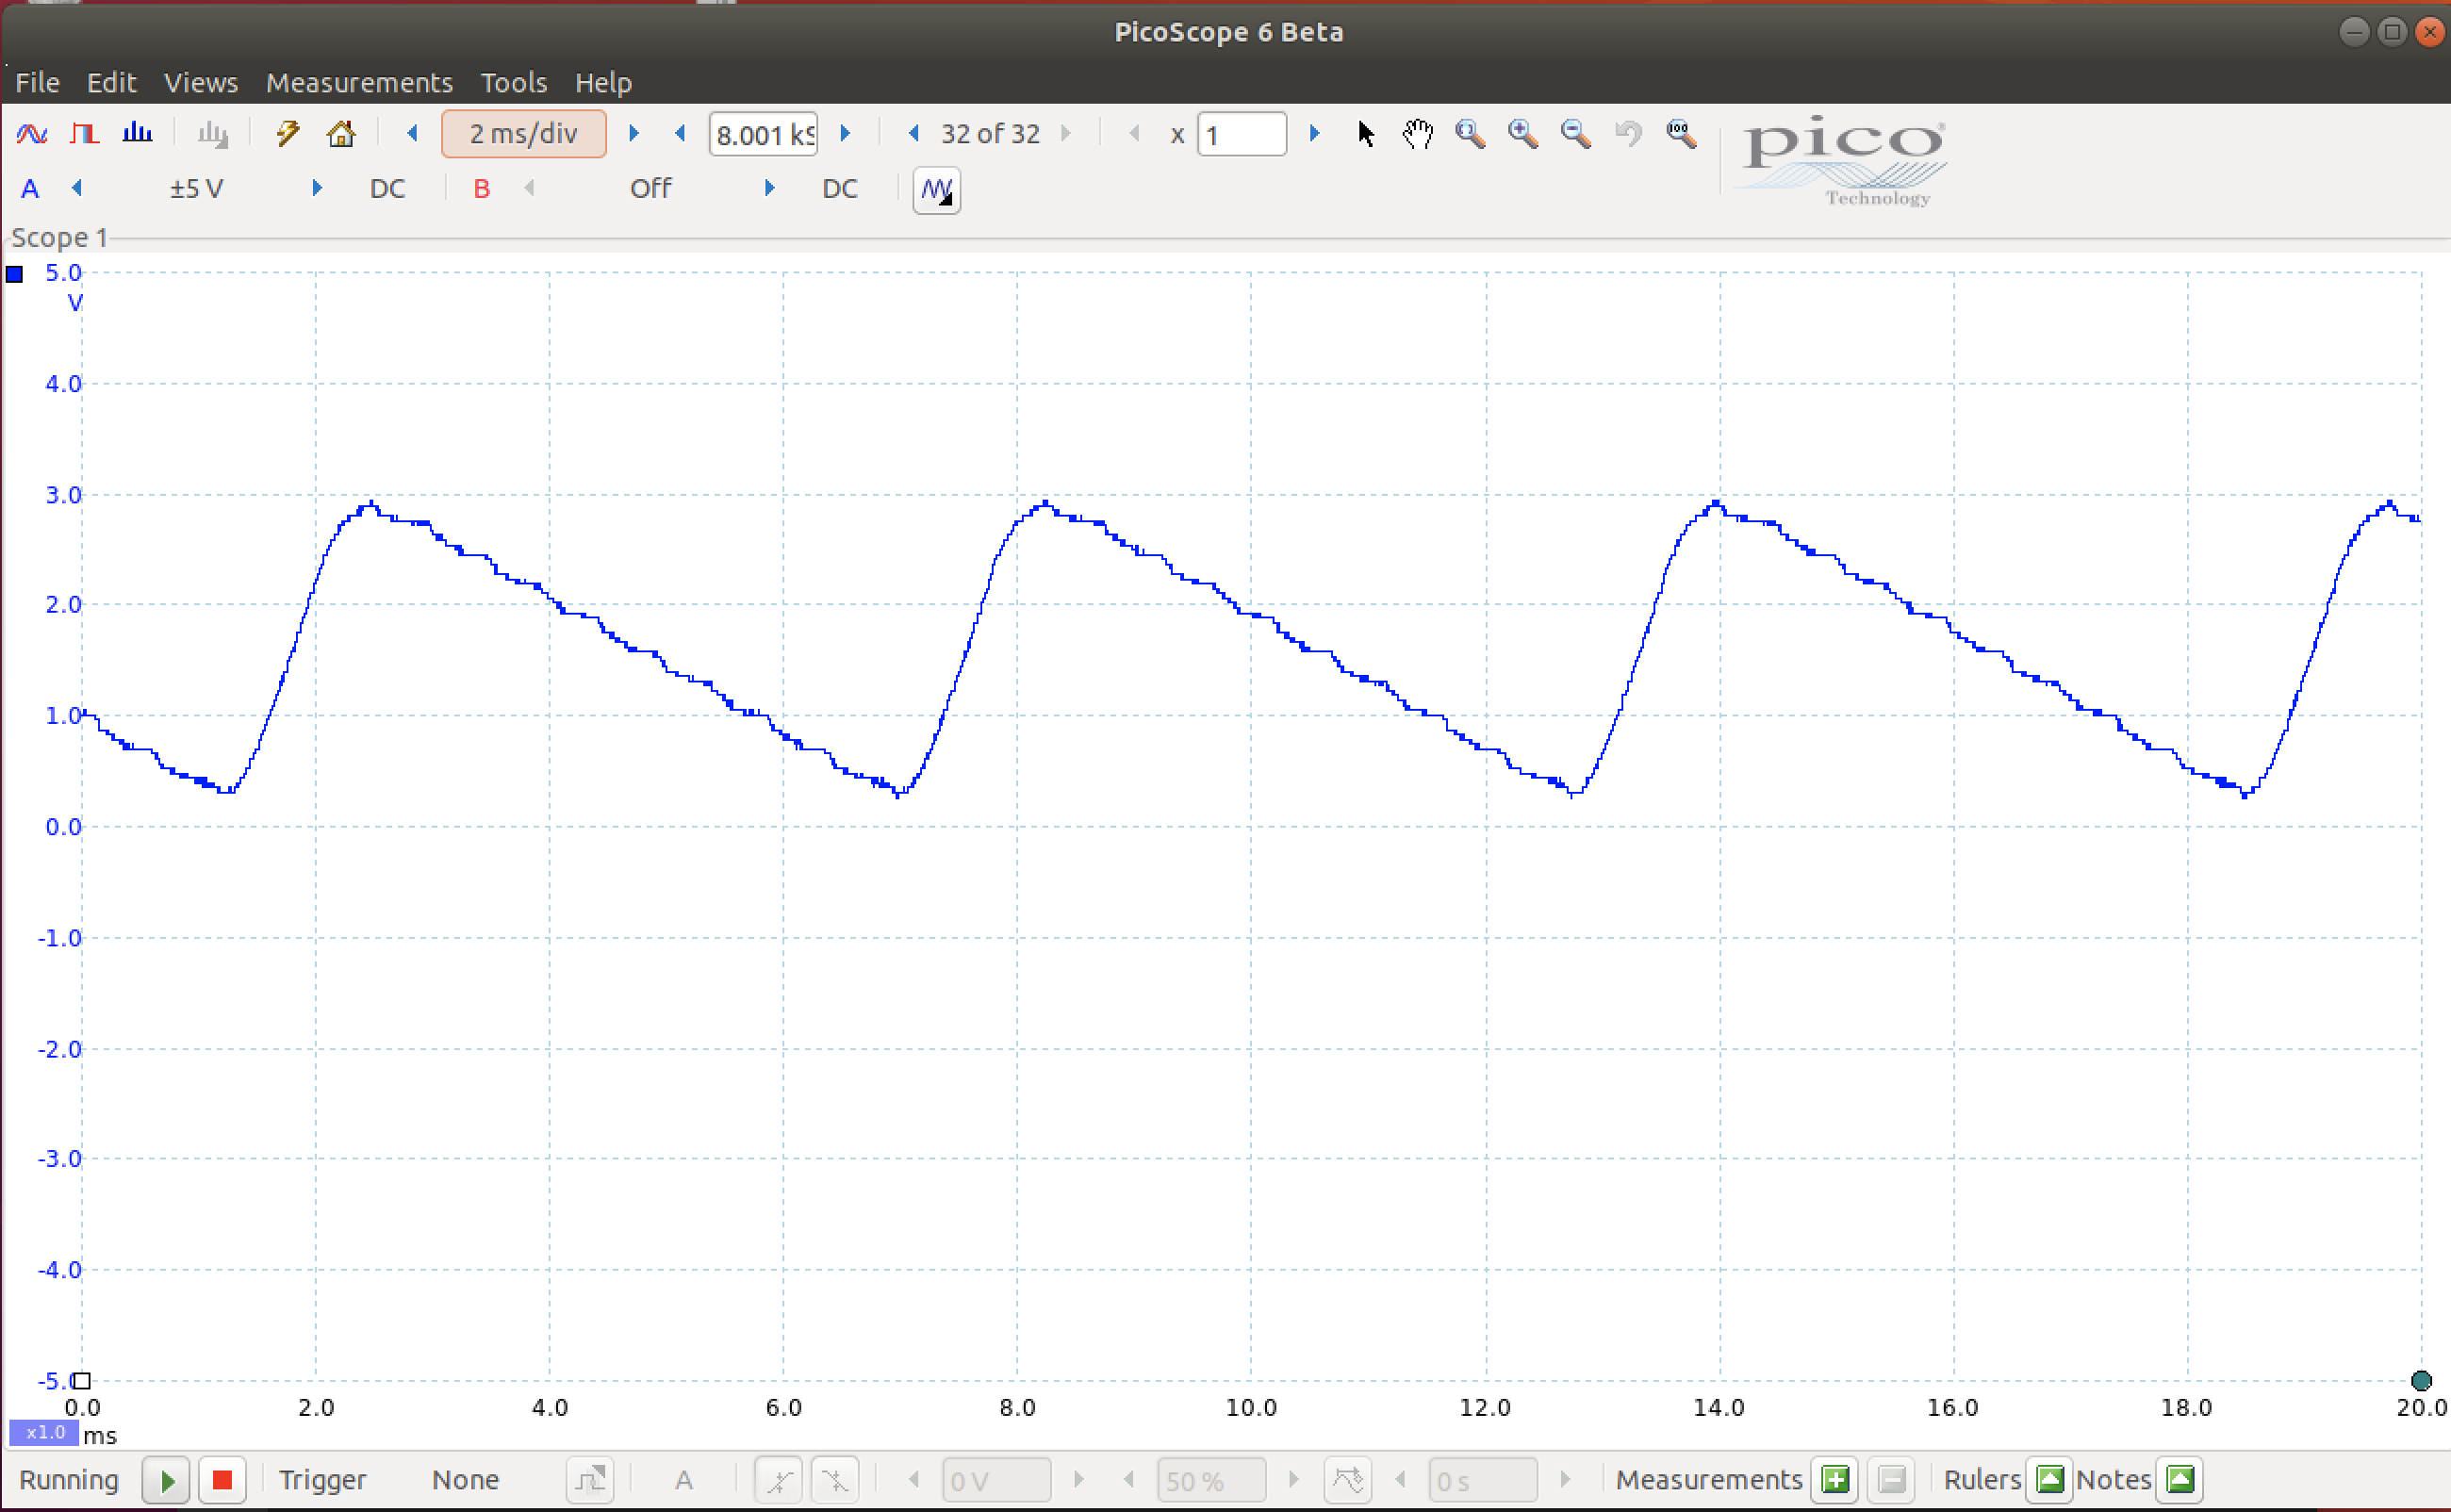 PicoScope 6 Beta
File Edit Views Measurements Tools Help
2 ms/div 8.001 kS 32 of 32 x 1
pico
Technology
A ±5 V DC B Off DC
Scope 1
5.0
V
4.0
3.0
2.0
1.0
0.0
-1.0
-2.0
-3.0
-4.0
-5.0
0.0 2.0 4.0 6.0 8.0 10.0 12.0 14.0 16.0 18.0 20.0
x1.0 ms
Running Trigger None A 0 V 50 % 0 s Measurements Rulers Notes